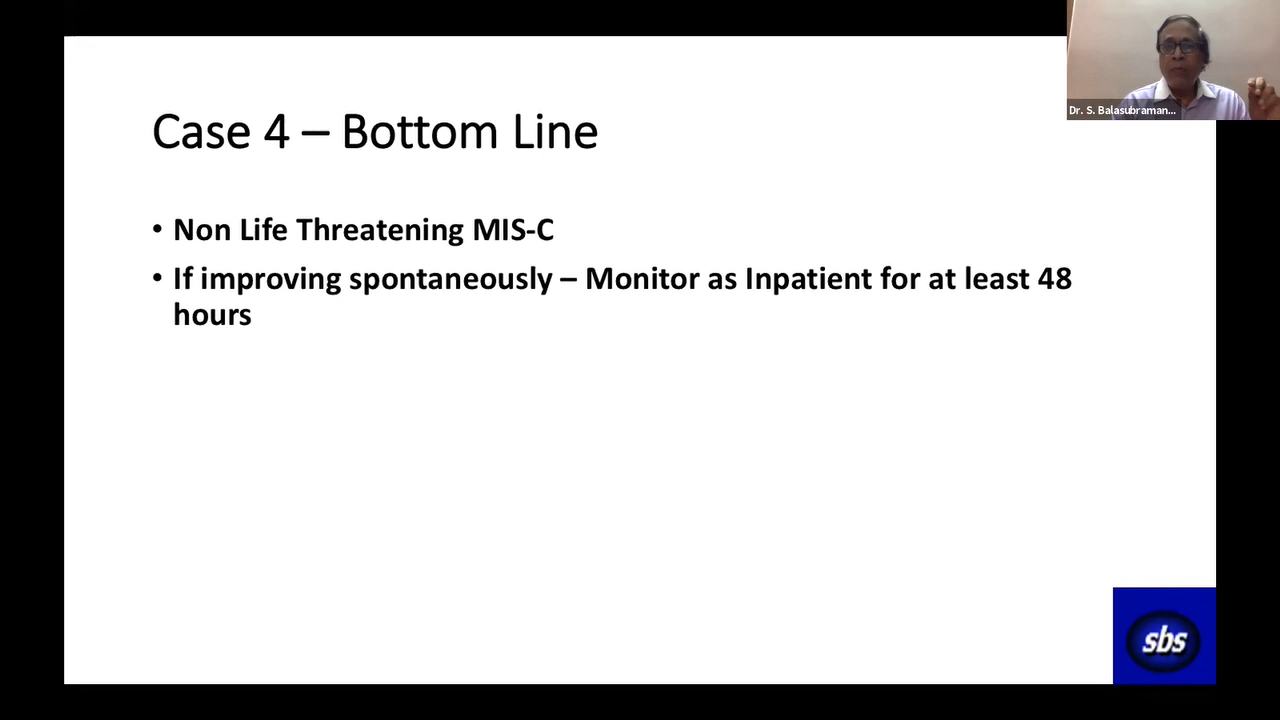 Dr. S. Balasubraman...
Case 4 – Bottom Line
• Non Life Threatening MIS-C
• If improving spontaneously – Monitor as Inpatient for at least 48
hours
sbs